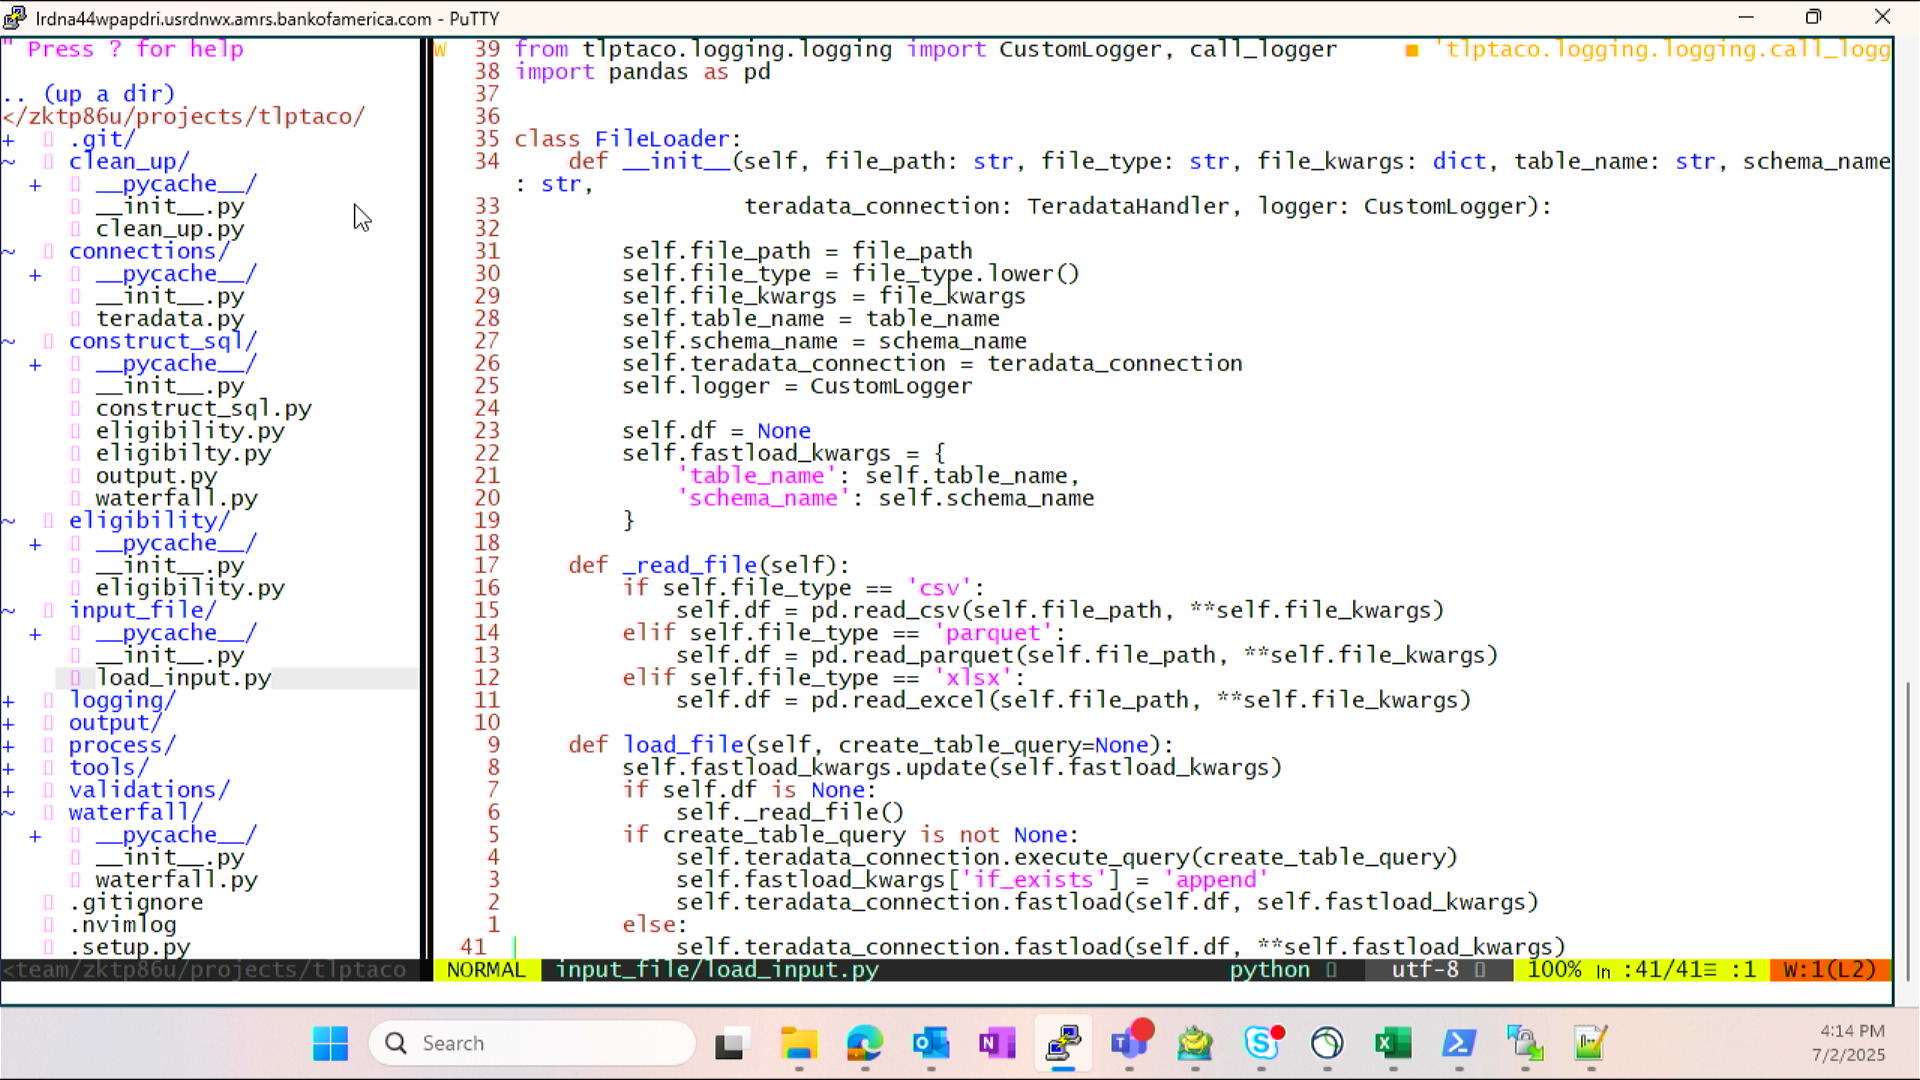 lrdna44wpapdri.usrdnwx.amrs.bankofamerica.com - PuTTY
" Press ? for help
.. (up a dir)
</zktp86u/projects/tlptaco/
+ .git/
~ clean_up/
+ __pycache__/
__init__.py
clean_up.py
~ connections/
+ __pycache__/
__init__.py
teradata.py
~ construct_sql/
+ __pycache__/
__init__.py
construct_sql.py
eligibility.py
eligibilty.py
output.py
waterfall.py
~ eligibility/
+ __pycache__/
__init__.py
eligibility.py
~ input_file/
+ __pycache__/
__init__.py
load_input.py
+ logging/
+ output/
+ process/
+ tools/
+ validations/
~ waterfall/
+ __pycache__/
__init__.py
waterfall.py
.gitignore
.nvimlog
.setup.py
<team/zktp86u/projects/tlptaco
W 39 from tlptaco.logging.logging import CustomLogger, call_logger ■ 'tlptaco.logging.logging.call_logg
38 import pandas as pd
37
36
35 class FileLoader:
34 def __init__(self, file_path: str, file_type: str, file_kwargs: dict, table_name: str, schema_name
: str,
33 teradata_connection: TeradataHandler, logger: CustomLogger):
32
31 self.file_path = file_path
30 self.file_type = file_type.lower()
29 self.file_kwargs = file_kwargs
28 self.table_name = table_name
27 self.schema_name = schema_name
26 self.teradata_connection = teradata_connection
25 self.logger = CustomLogger
24
23 self.df = None
22 self.fastload_kwargs = {
21 'table_name': self.table_name,
20 'schema_name': self.schema_name
19 }
18
17 def _read_file(self):
16 if self.file_type == 'csv':
15 self.df = pd.read_csv(self.file_path, **self.file_kwargs)
14 elif self.file_type == 'parquet':
13 self.df = pd.read_parquet(self.file_path, **self.file_kwargs)
12 elif self.file_type == 'xlsx':
11 self.df = pd.read_excel(self.file_path, **self.file_kwargs)
10
9 def load_file(self, create_table_query=None):
8 self.fastload_kwargs.update(self.fastload_kwargs)
7 if self.df is None:
6 self._read_file()
5 if create_table_query is not None:
4 self.teradata_connection.execute_query(create_table_query)
3 self.fastload_kwargs['if_exists'] = 'append'
2 self.teradata_connection.fastload(self.df, self.fastload_kwargs)
1 else:
41 self.teradata_connection.fastload(self.df, **self.fastload_kwargs)
NORMAL input_file/load_input.py python utf-8 100% ln :41/41≡ :1 W:1(L2)
Search
4:14 PM
7/2/2025